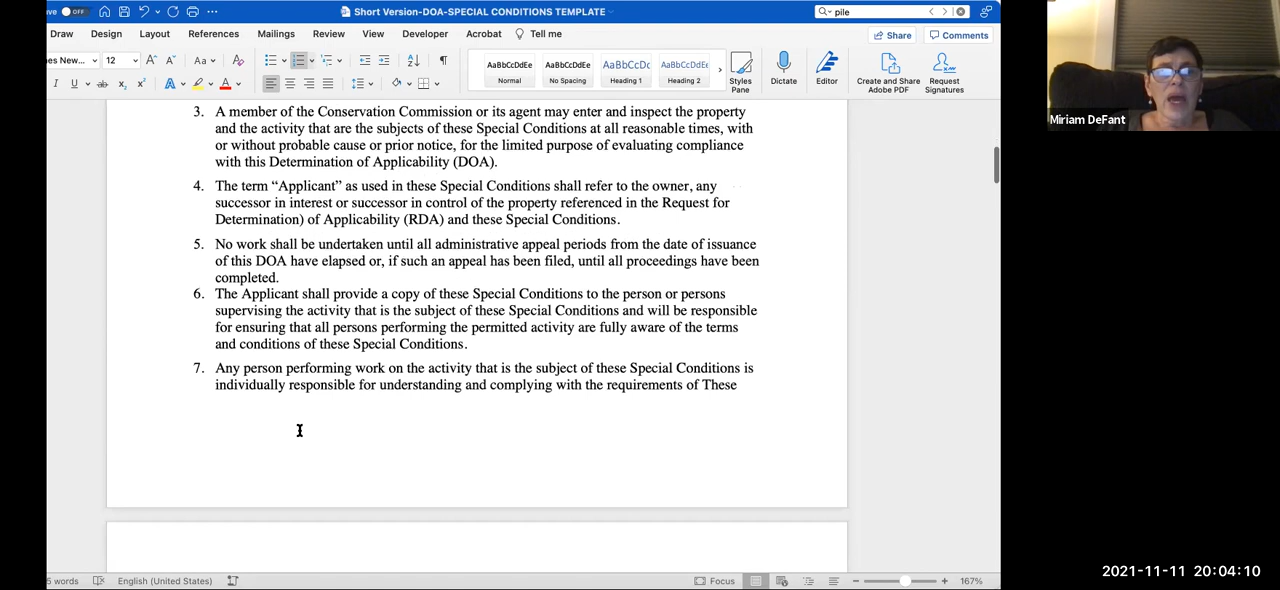 ve OFF Short Version-DOA-SPECIAL CONDITIONS TEMPLATE pile
Draw Design Layout References Mailings Review View Developer Acrobat Tell me Share Comments
es New... 12 Aa Normal No Spacing Heading 1 Heading 2 Styles Pane Dictate Editor Create and Share Adobe PDF Request Signatures
AaBbCcDdEe AaBbCcDdEe AaBbCcDc AaBbCcDdEe
3. A member of the Conservation Commission or its agent may enter and inspect the property
and the activity that are the subjects of these Special Conditions at all reasonable times, with
or without probable cause or prior notice, for the limited purpose of evaluating compliance
with this Determination of Applicability (DOA).
4. The term “Applicant” as used in these Special Conditions shall refer to the owner, any
successor in interest or successor in control of the property referenced in the Request for
Determination) of Applicability (RDA) and these Special Conditions.
5. No work shall be undertaken until all administrative appeal periods from the date of issuance
of this DOA have elapsed or, if such an appeal has been filed, until all proceedings have been
completed.
6. The Applicant shall provide a copy of these Special Conditions to the person or persons
supervising the activity that is the subject of these Special Conditions and will be responsible
for ensuring that all persons performing the permitted activity are fully aware of the terms
and conditions of these Special Conditions.
7. Any person performing work on the activity that is the subject of these Special Conditions is
individually responsible for understanding and complying with the requirements of These
5 words English (United States) Focus 167%
Miriam DeFant
2021-11-11 20:04:10